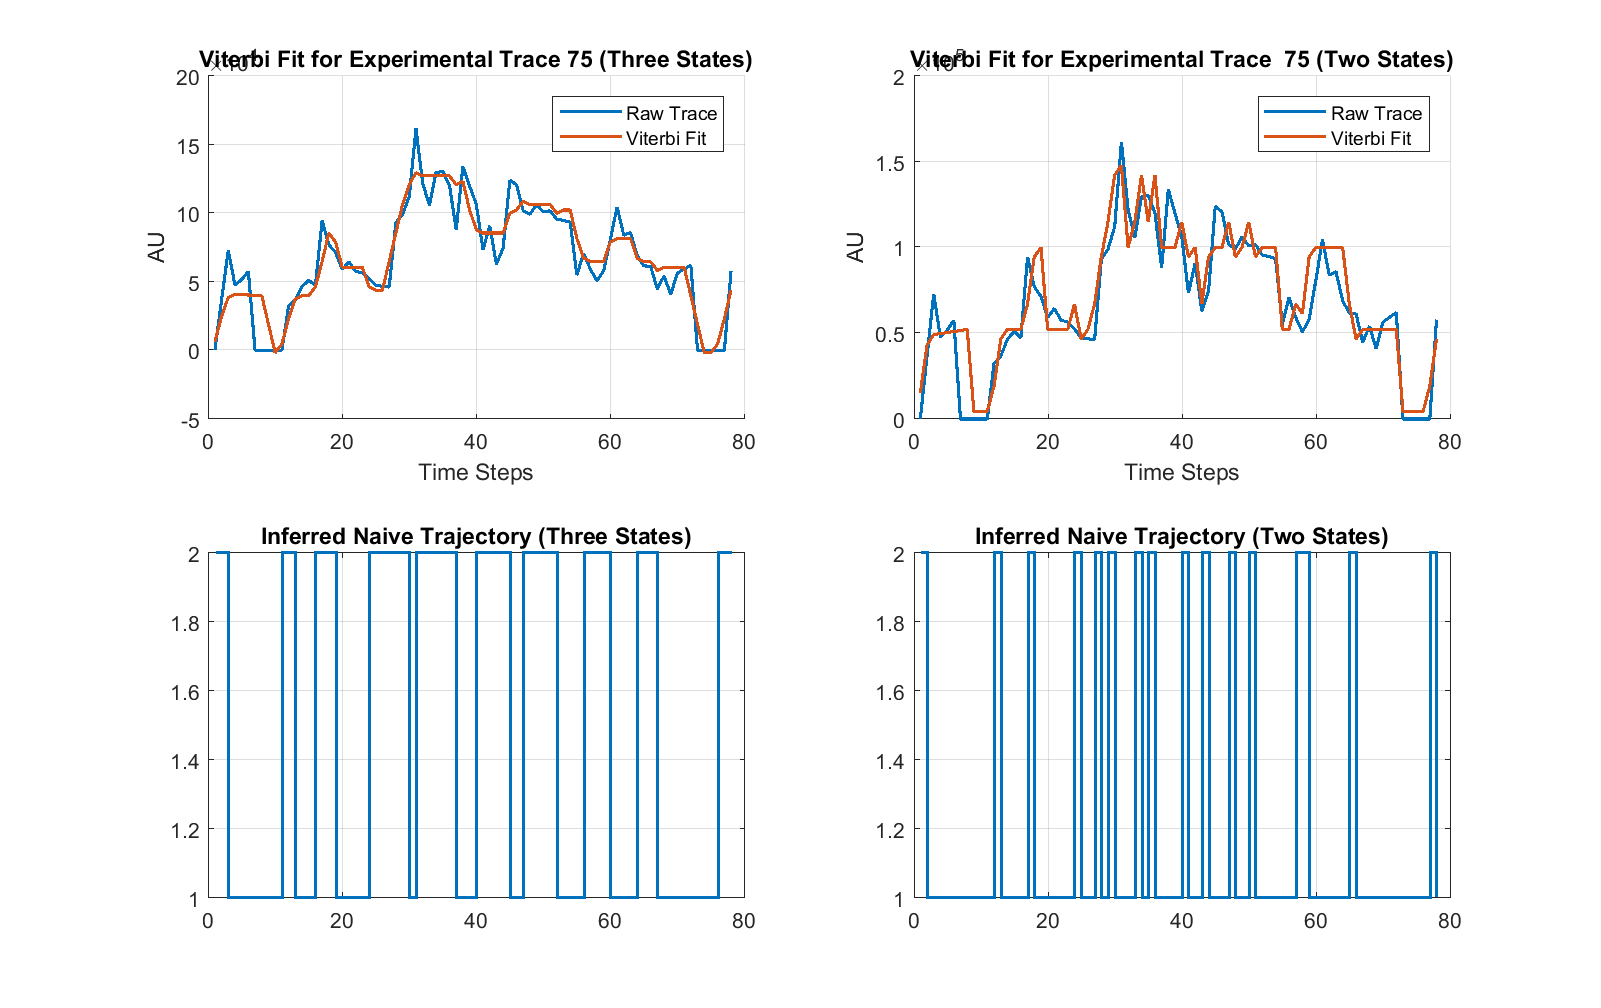 Viterbi Fit for Experimental Trace 75 (Three States)
20
15
10
5
0
-5
AU
Raw Trace
Viterbi Fit
0 20 40 60 80
Time Steps
Viterbi Fit for Experimental Trace 75 (Two States)
2
1.5
1
0.5
0
AU
Raw Trace
Viterbi Fit
0 20 40 60 80
Time Steps
Inferred Naive Trajectory (Three States)
2
1.8
1.6
1.4
1.2
1
0 20 40 60 80
Inferred Naive Trajectory (Two States)
2
1.8
1.6
1.4
1.2
1
0 20 40 60 80